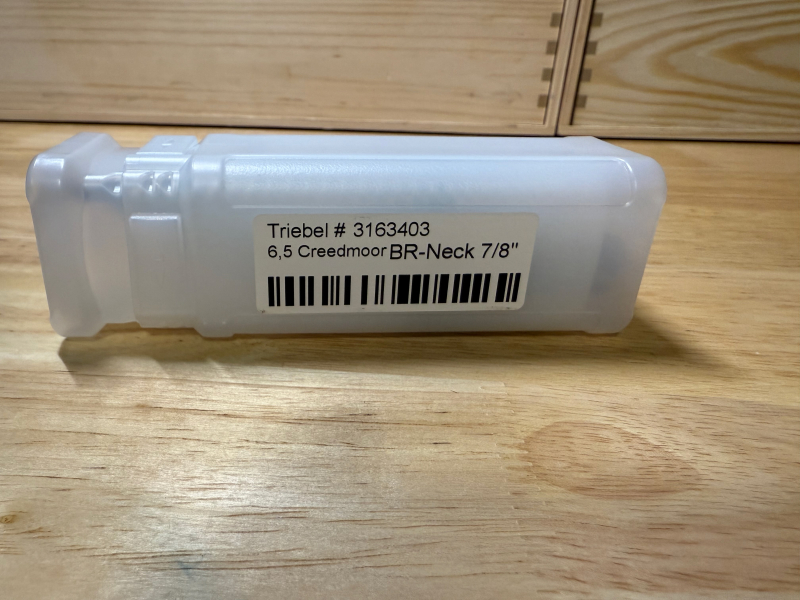 Triebel # 3163403
6,5 Creedmoor BR-Neck 7/8"